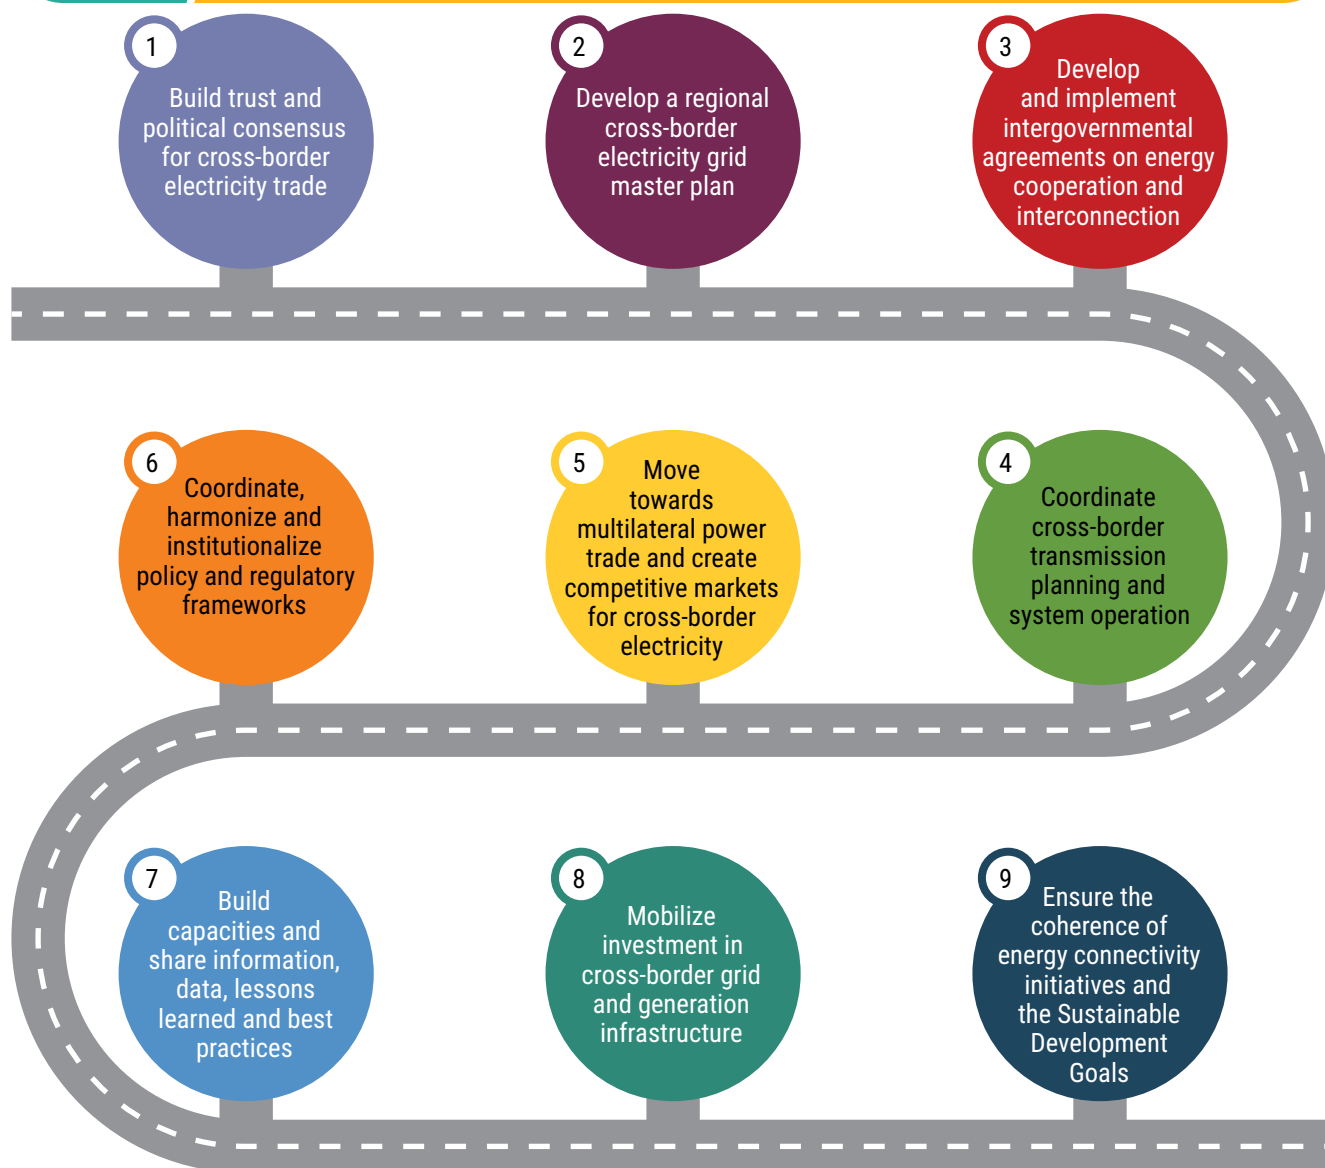 1
Build trust and
political consensus
for cross-border
electricity trade
2
Develop a regional
cross-border
electricity grid
master plan
3
Develop
and implement
intergovernmental
agreements on energy
cooperation and
interconnection
4
Coordinate
cross-border
transmission
planning and
system operation
5
Move
towards
multilateral power
trade and create
competitive markets
for cross-border
electricity
6
Coordinate,
harmonize and
institutionalize
policy and regulatory
frameworks
7
Build
capacities and
share information,
data, lessons
learned and best
practices
8
Mobilize
investment in
cross-border grid
and generation
infrastructure
9
Ensure the
coherence of
energy connectivity
initiatives and
the Sustainable
Development
Goals